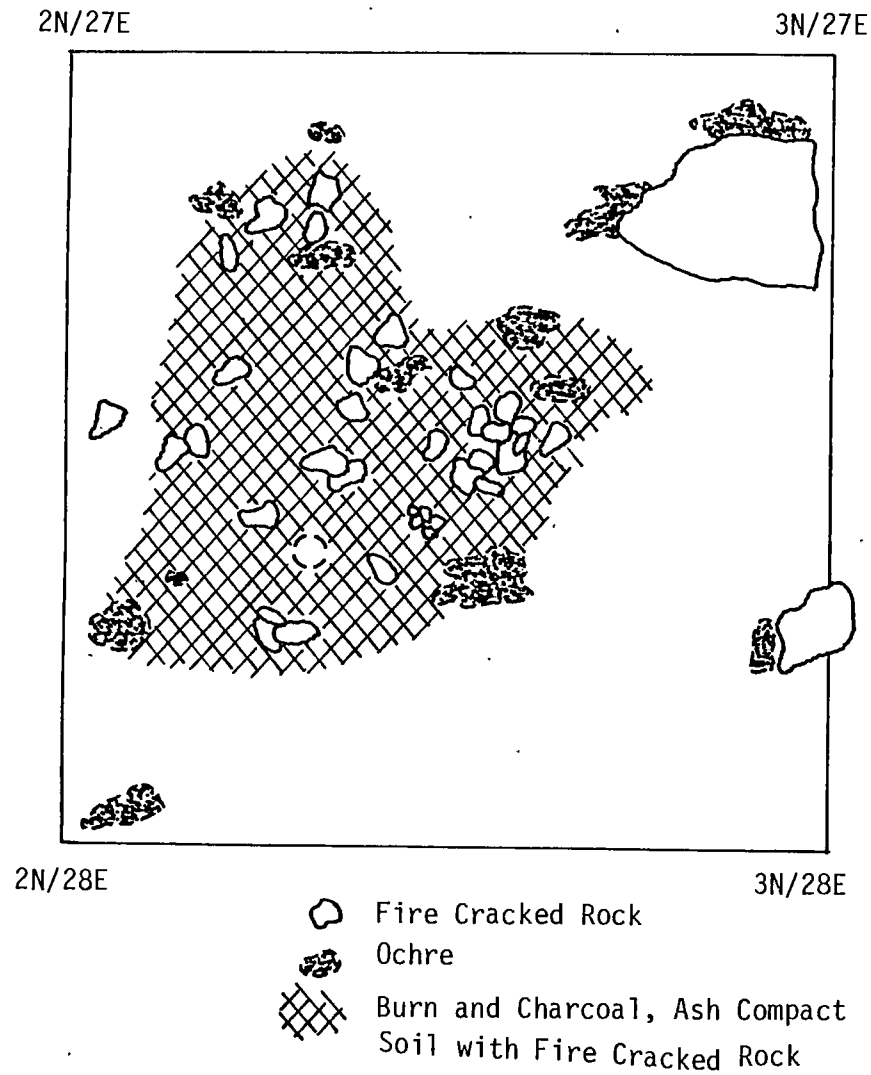 2N/27E
3N/27E
2N/28E
3N/28E
Fire Cracked Rock
Ochre
Burn and Charcoal, Ash Compact
Soil with Fire Cracked Rock